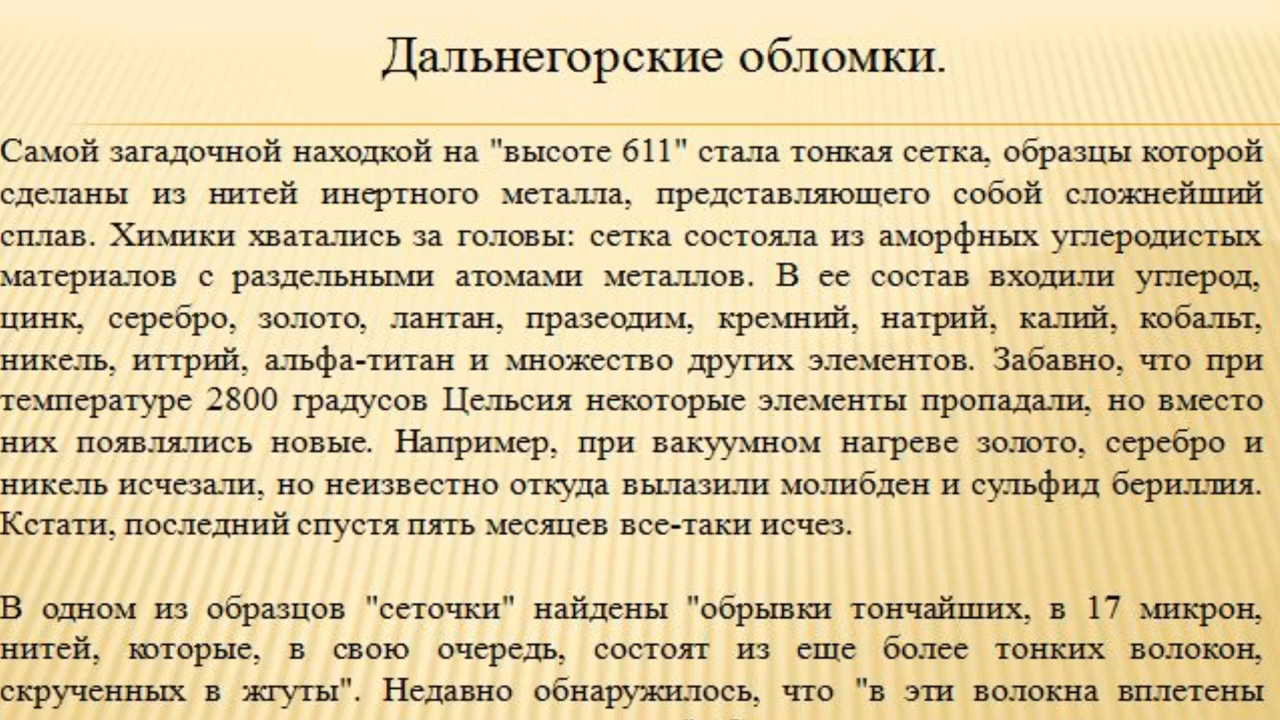 Дальнегорские обломки.
Самой загадочной находкой на "высоте 611" стала тонкая сетка, образцы которой
сделаны из нитей инертного металла, представляющего собой сложнейший
сплав. Химики хватались за головы: сетка состояла из аморфных углеродистых
материалов с раздельными атомами металлов. В ее состав входили углерод,
цинк, серебро, золото, лантан, празеодим, кремний, натрий, калий, кобальт,
никель, иттрий, альфа-титан и множество других элементов. Забавно, что при
температуре 2800 градусов Цельсия некоторые элементы пропадали, но вместо
них появлялись новые. Например, при вакуумном нагреве золото, серебро и
никель исчезали, но неизвестно откуда вылазили молибден и сульфид бериллия.
Кстати, последний спустя пять месяцев все-таки исчез.
В одном из образцов "сеточки" найдены "обрывки тончайших, в 17 микрон,
нитей, которые, в свою очередь, состоят из еще более тонких волокон,
скрученных в жгуты". Недавно обнаружилось, что "в эти волокна вплетены